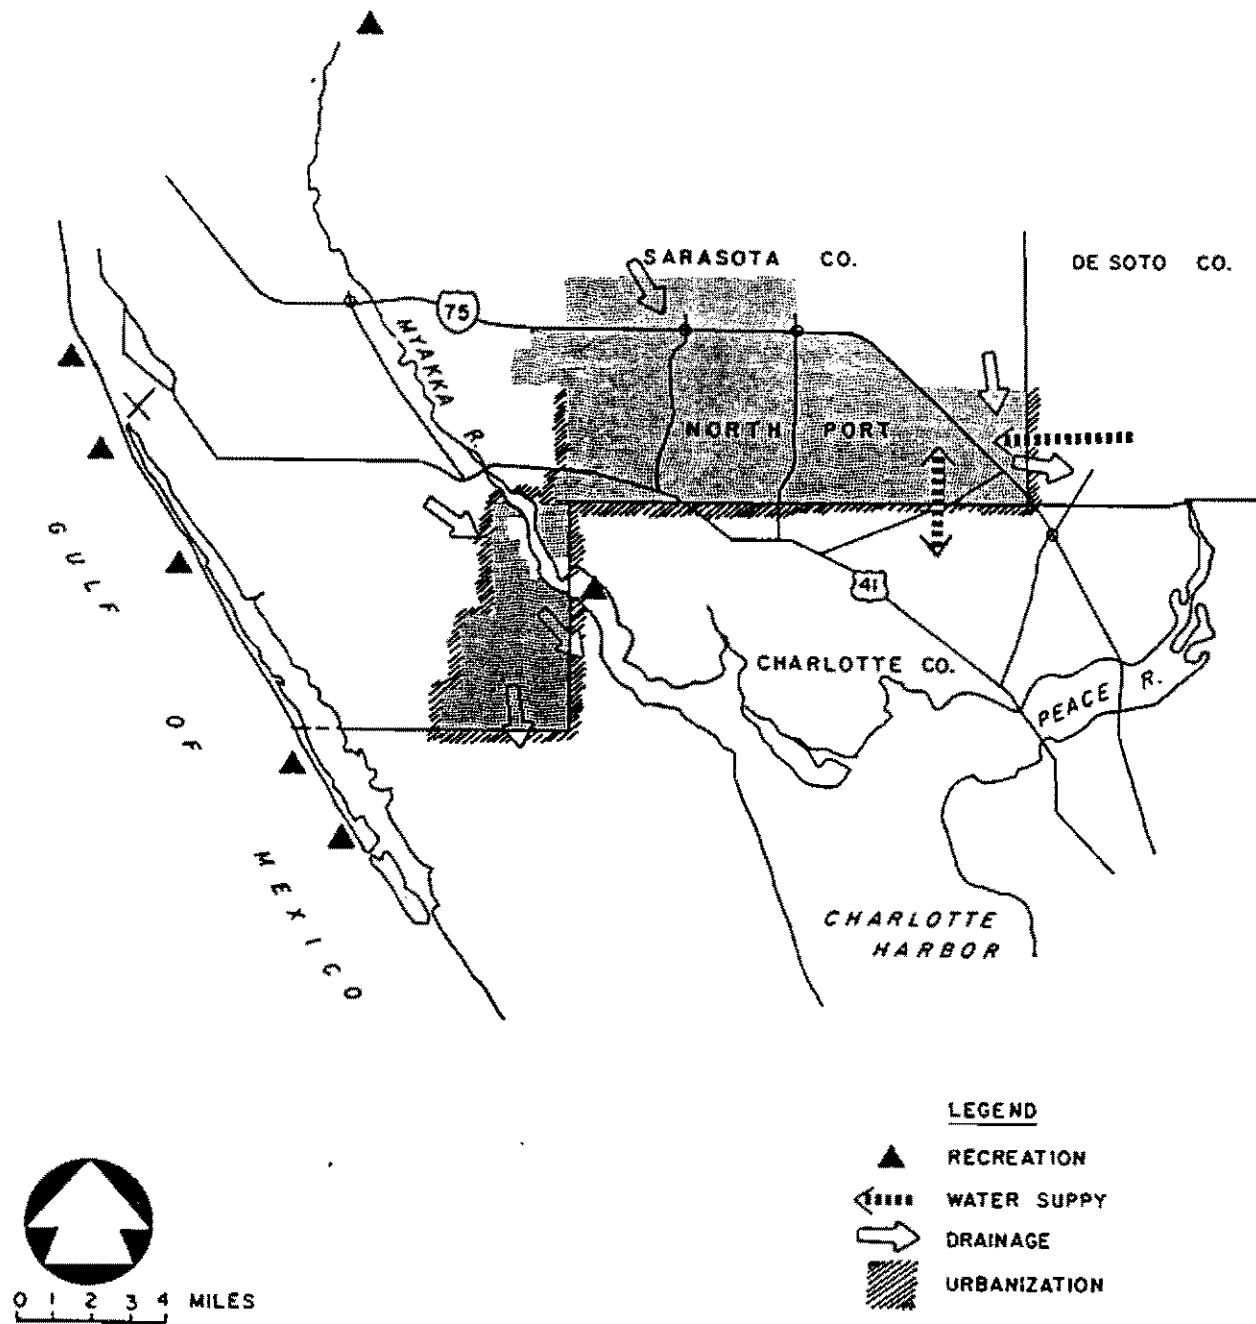 SARASOTA CO.
DE SOTO CO.
75
MYAKKA R.
NORTH PORT
GULF OF MEXICO
41
CHARLOTTE CO.
PEACE R.
CHARLOTTE
HARBOR
LEGEND
RECREATION
WATER SUPPY
DRAINAGE
URBANIZATION
0 1 2 3 4 MILES